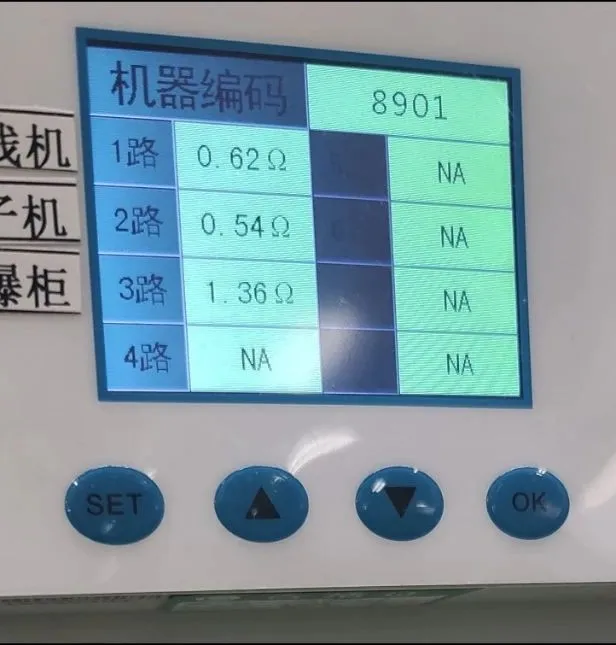 机器编码 8901
1路 0.62Ω NA
2路 0.54Ω NA
3路 1.36Ω NA
4路 NA NA
线机
子机
爆柜
SET ▲ ▼ OK